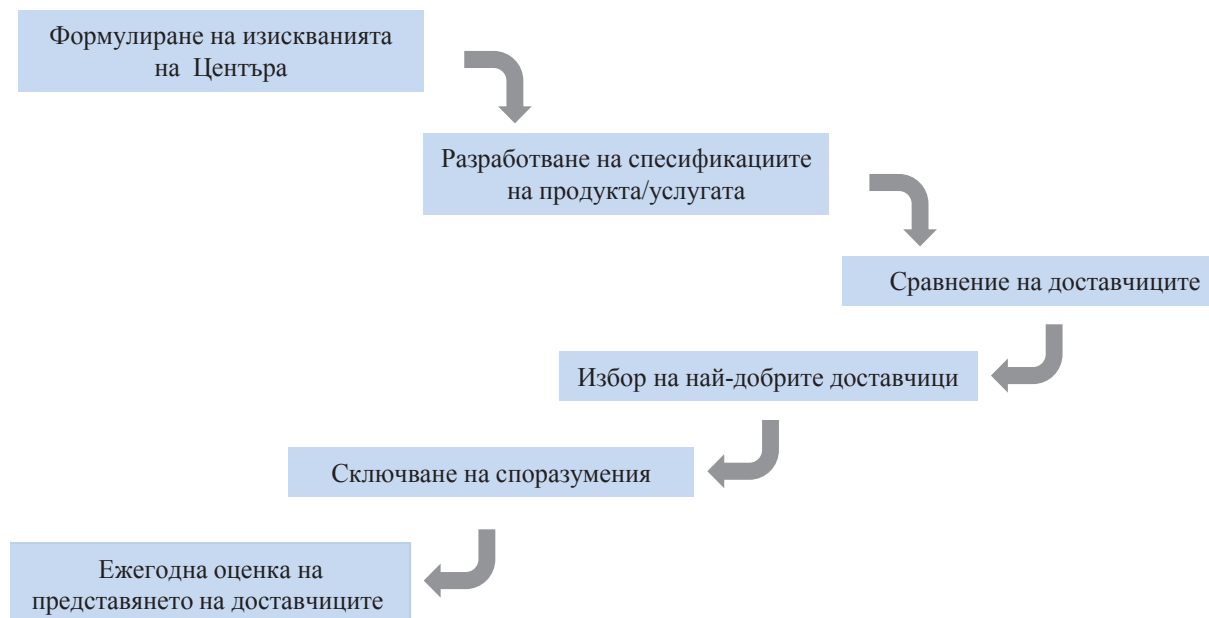 Формулиране на изискванията
на Центъра
Разработване на спесификациите
на продукта/услугата
Сравнение на доставчиците
Избор на най-добрите доставчици
Сключване на споразумения
Ежегодна оценка на
представянето на доставчиците